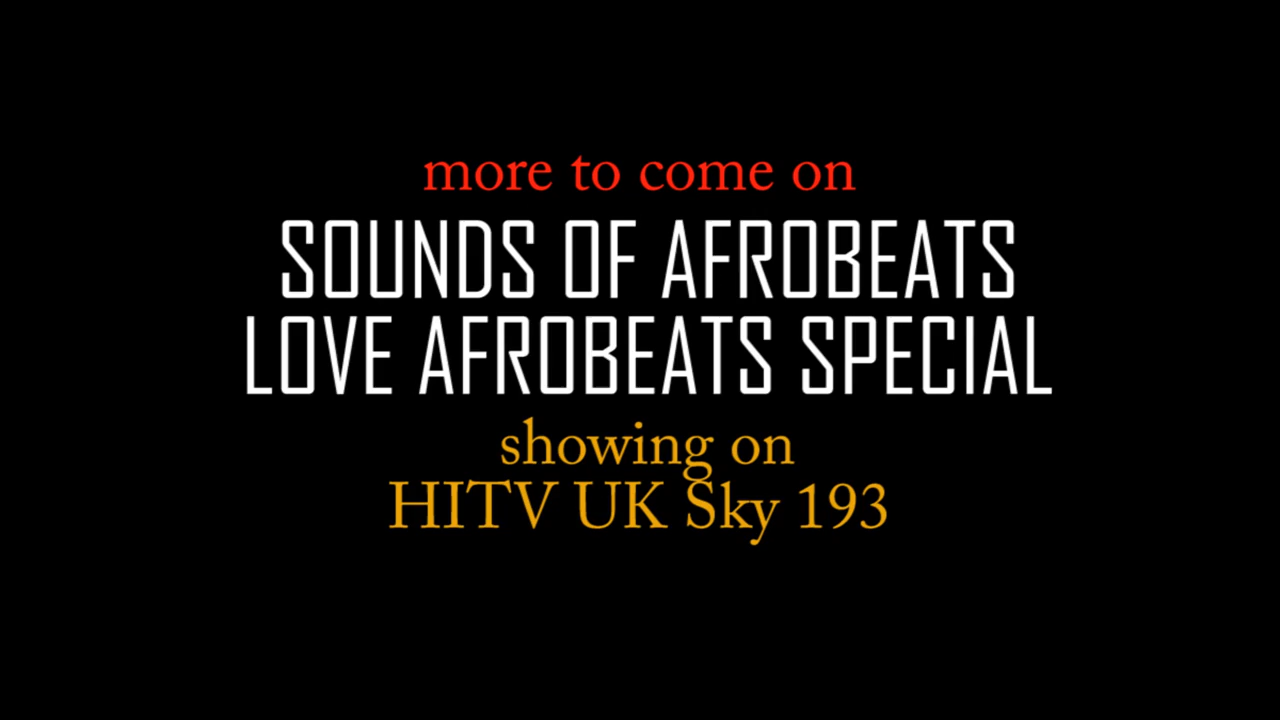 more to come on
SOUNDS OF AFROBEATS
LOVE AFROBEATS SPECIAL
showing on
HITV UK Sky 193